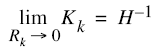 lim K_k = H^{-1}
R_k → 0